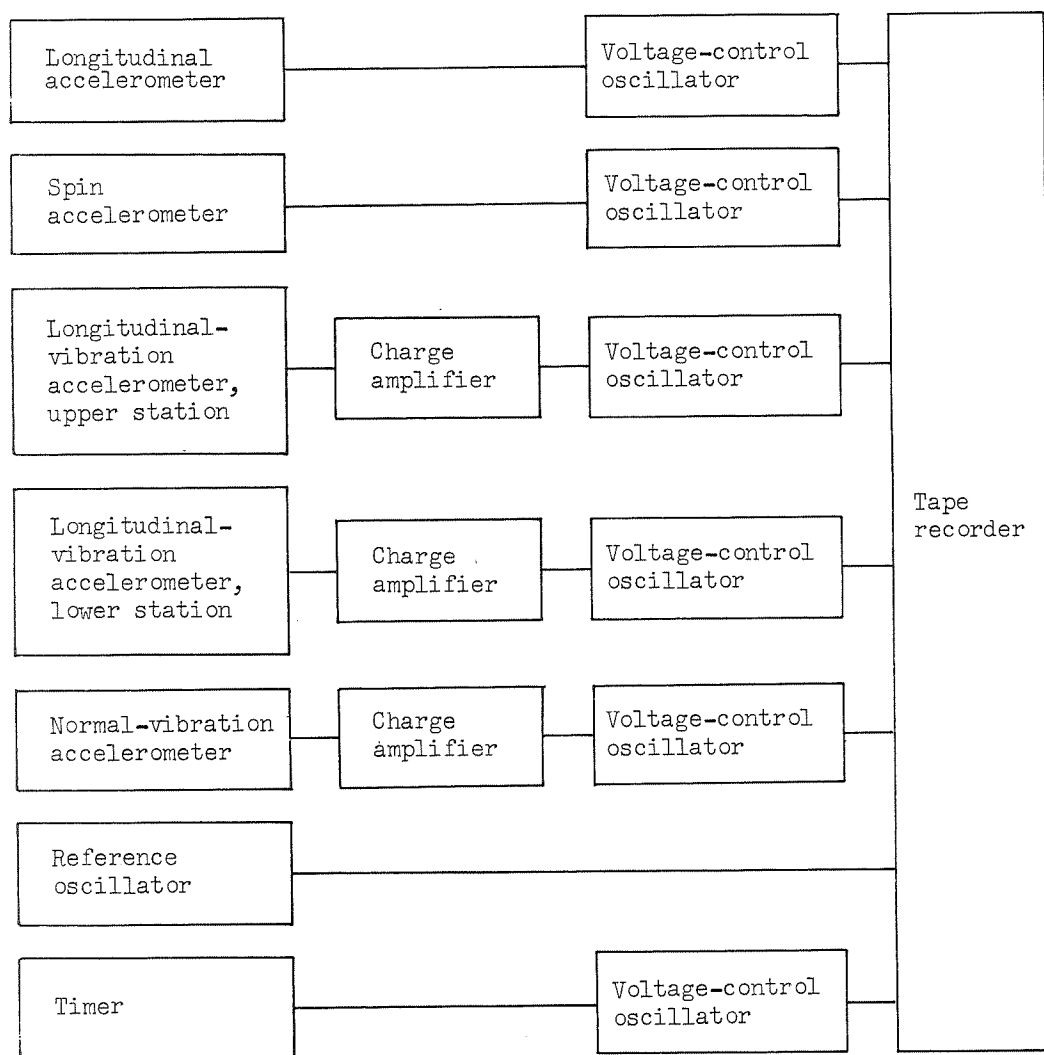 Longitudinal
accelerometer
Voltage-control
oscillator
Spin
accelerometer
Voltage-control
oscillator
Longitudinal-
vibration
accelerometer,
upper station
Charge
amplifier
Voltage-control
oscillator
Longitudinal-
vibration
accelerometer,
lower station
Charge
amplifier
Voltage-control
oscillator
Tape
recorder
Normal-vibration
accelerometer
Charge
amplifier
Voltage-control
oscillator
Reference
oscillator
Timer
Voltage-control
oscillator